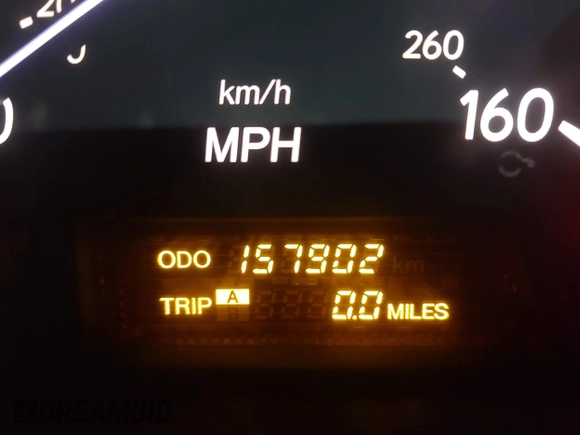 260
km/h
160
MPH
ODO 157902 km
TRIP A 0.0 MILES
B
DREAMBID